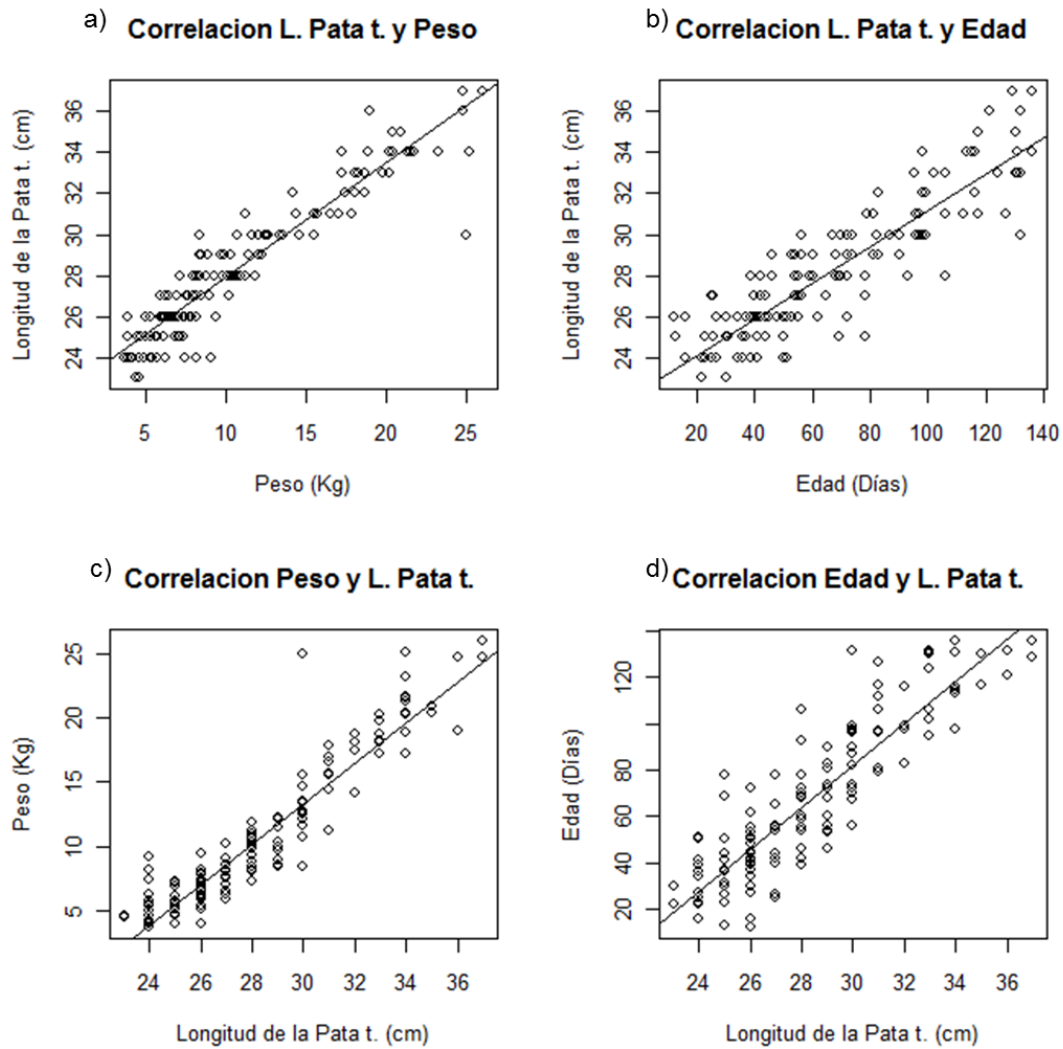 a) Correlacion L. Pata t. y Peso
Longitud de la Pata t. (cm)
36
34
32
30
28
26
24
5 10 15 20 25
Peso (Kg)
b) Correlacion L. Pata t. y Edad
Longitud de la Pata t. (cm)
36
34
32
30
28
26
24
20 40 60 80 100 120 140
Edad (Días)
c) Correlacion Peso y L. Pata t.
Peso (Kg)
25
20
15
10
5
24 26 28 30 32 34 36
Longitud de la Pata t. (cm)
d) Correlacion Edad y L. Pata t.
Edad (Días)
120
80
60
40
20
24 26 28 30 32 34 36
Longitud de la Pata t. (cm)